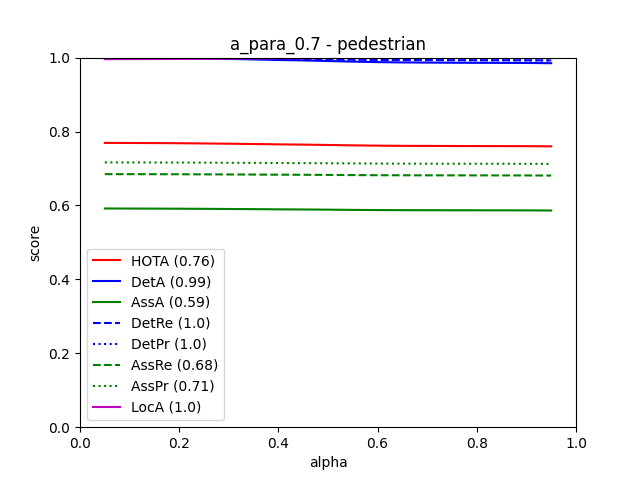 a_para_0.7 - pedestrian
1.0
0.8
0.6
0.4
0.2
0.0
score
HOTA (0.76)
DetA (0.99)
AssA (0.59)
DetRe (1.0)
DetPr (1.0)
AssRe (0.68)
AssPr (0.71)
LocA (1.0)
0.0 0.2 0.4 0.6 0.8 1.0
alpha